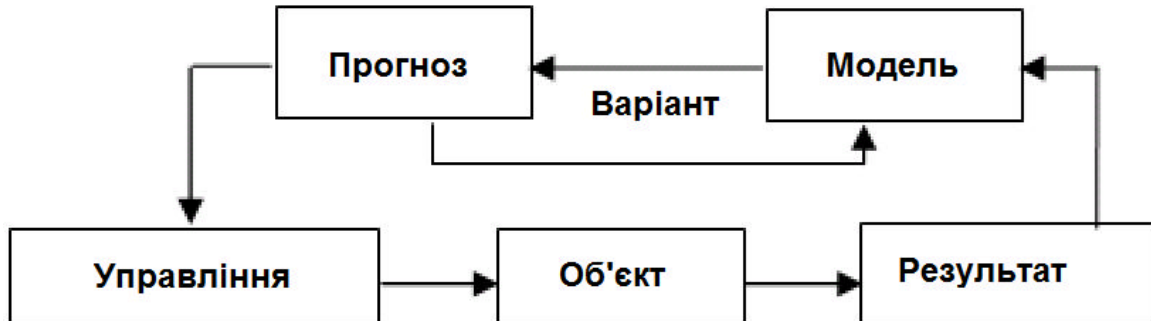 Прогноз
Модель
Варіант
Управління
Об'єкт
Результат